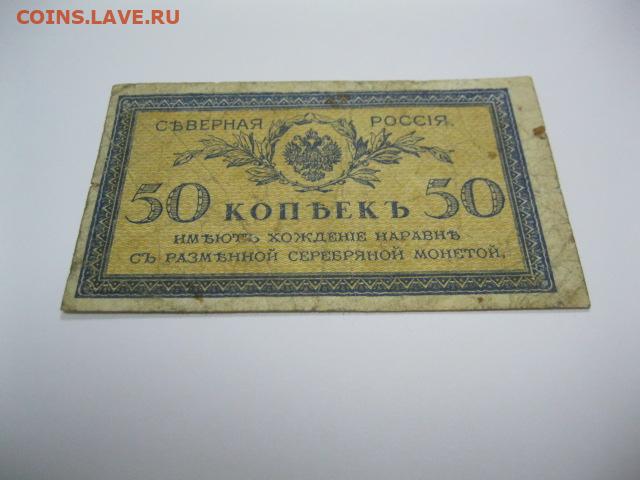 COINS.LAVE.RU
СѢВЕРНАЯ РОССІЯ.
50 КОПѢЕКЪ 50
ИМѢЮТЪ ХОЖДЕНІЕ НАРАВНѢ
СЪ РАЗМѢННОЙ СЕРЕБРЯНОЙ МОНЕТОЙ.